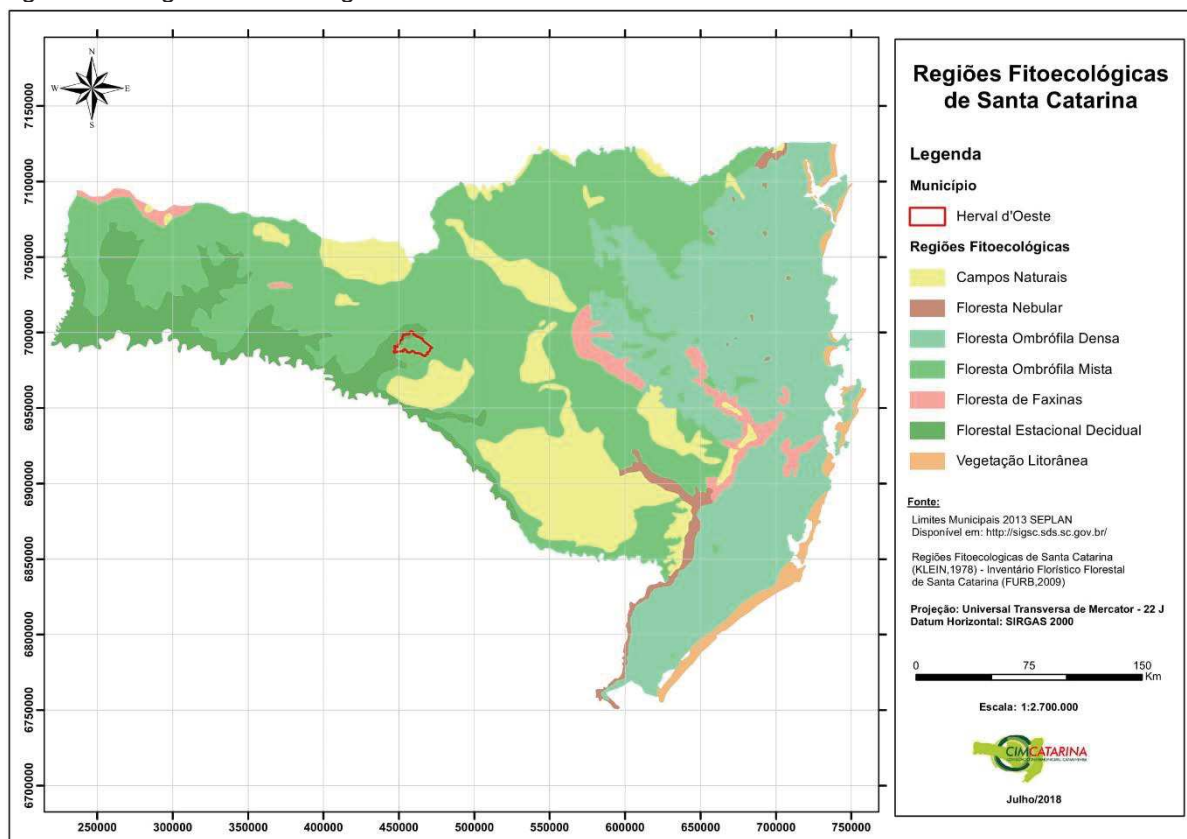 N
W E
S
7150000
7100000
7050000
7000000
6950000
6900000
6850000
6800000
6750000
6700000
250000 300000 350000 400000 450000 500000 550000 600000 650000 700000 750000
Regiões Fitoecológicas
de Santa Catarina
Legenda
Município
Herval d'Oeste
Regiões Fitoecológicas
Campos Naturais
Floresta Nebular
Floresta Ombrófila Densa
Floresta Ombrófila Mista
Floresta de Faxinas
Florestal Estacional Decidual
Vegetação Litorânea
Fonte:
Limites Municipais 2013 SEPLAN
Disponível em: http://sigsc.sds.sc.gov.br/
Regiões Fitoecologicas de Santa Catarina
(KLEIN,1978) - Inventário Florístico Florestal
de Santa Catarina (FURB,2009)
Projeção: Universal Transversa de Mercator - 22 J
Datum Horizontal: SIRGAS 2000
0 75 150
Km
Escala: 1:2.700.000
CIMCATARINA
Julho/2018